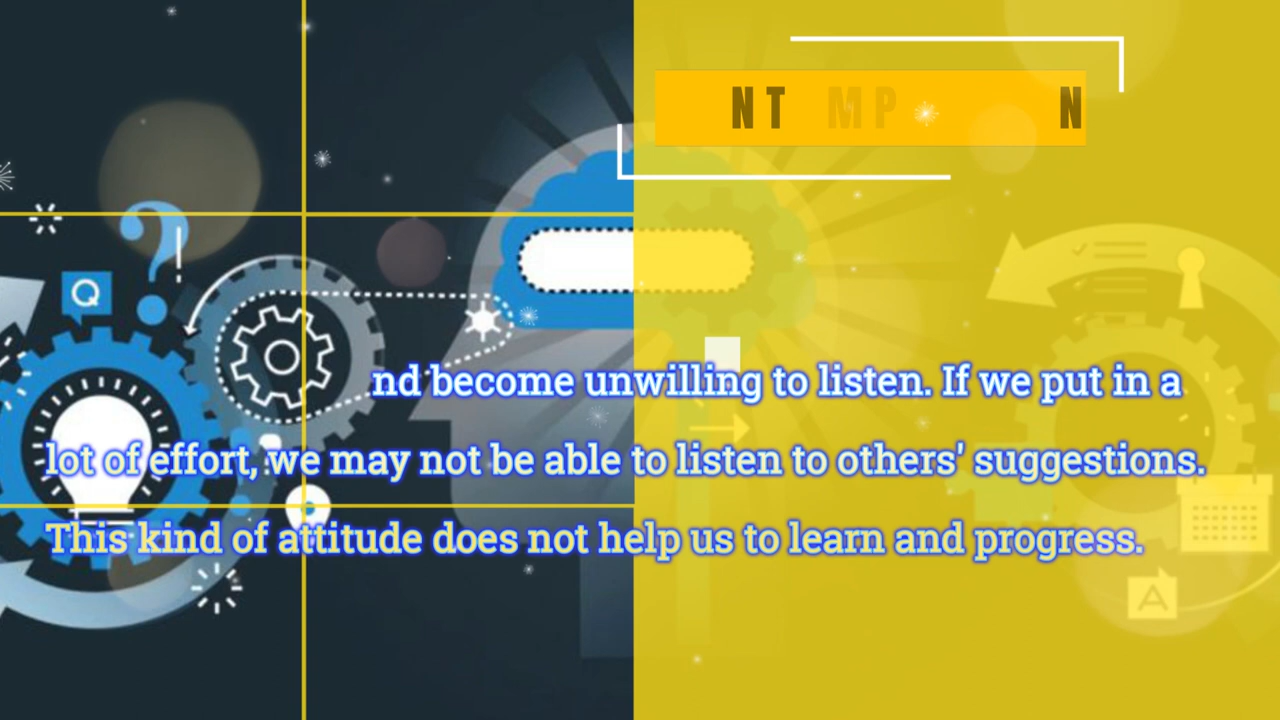 NT MP N
Q
nd become unwilling to listen. If we put in a
lot of effort, we may not be able to listen to others' suggestions.
This kind of attitude does not help us to learn and progress.
A